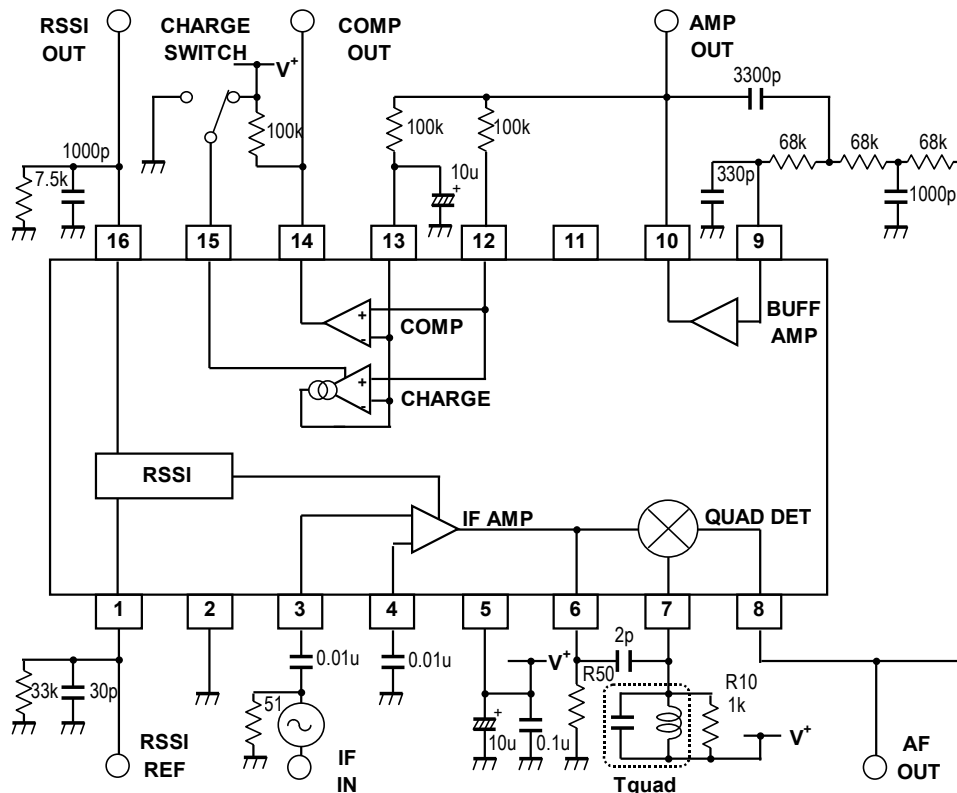 RSSI
OUT
CHARGE
SWITCH
COMP
OUT
AMP
OUT
V+
3300p
100k
100k
100k
68k
68k
68k
1000p
7.5k
10u
330p
1000p
16
15
14
13
12
11
10
9
COMP
BUFF
AMP
CHARGE
RSSI
IF AMP
QUAD DET
1
2
3
4
5
6
7
8
2p
0.01u
0.01u
V+
R50
33k
30p
51
10u
0.1u
R10
1k
V+
RSSI
REF
IF
IN
Tquad
AF
OUT